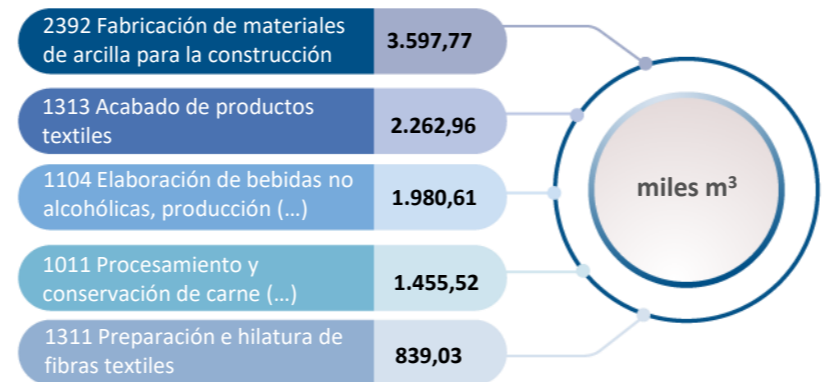 2392 Fabricación de materiales
de arcilla para la construcción
3.597,77
1313 Acabado de productos
textiles
2.262,96
1104 Elaboración de bebidas no
alcohólicas, producción (...)
1.980,61
1011 Procesamiento y
conservación de carne (...)
1.455,52
1311 Preparación e hilatura de
fibras textiles
839,03
miles m³